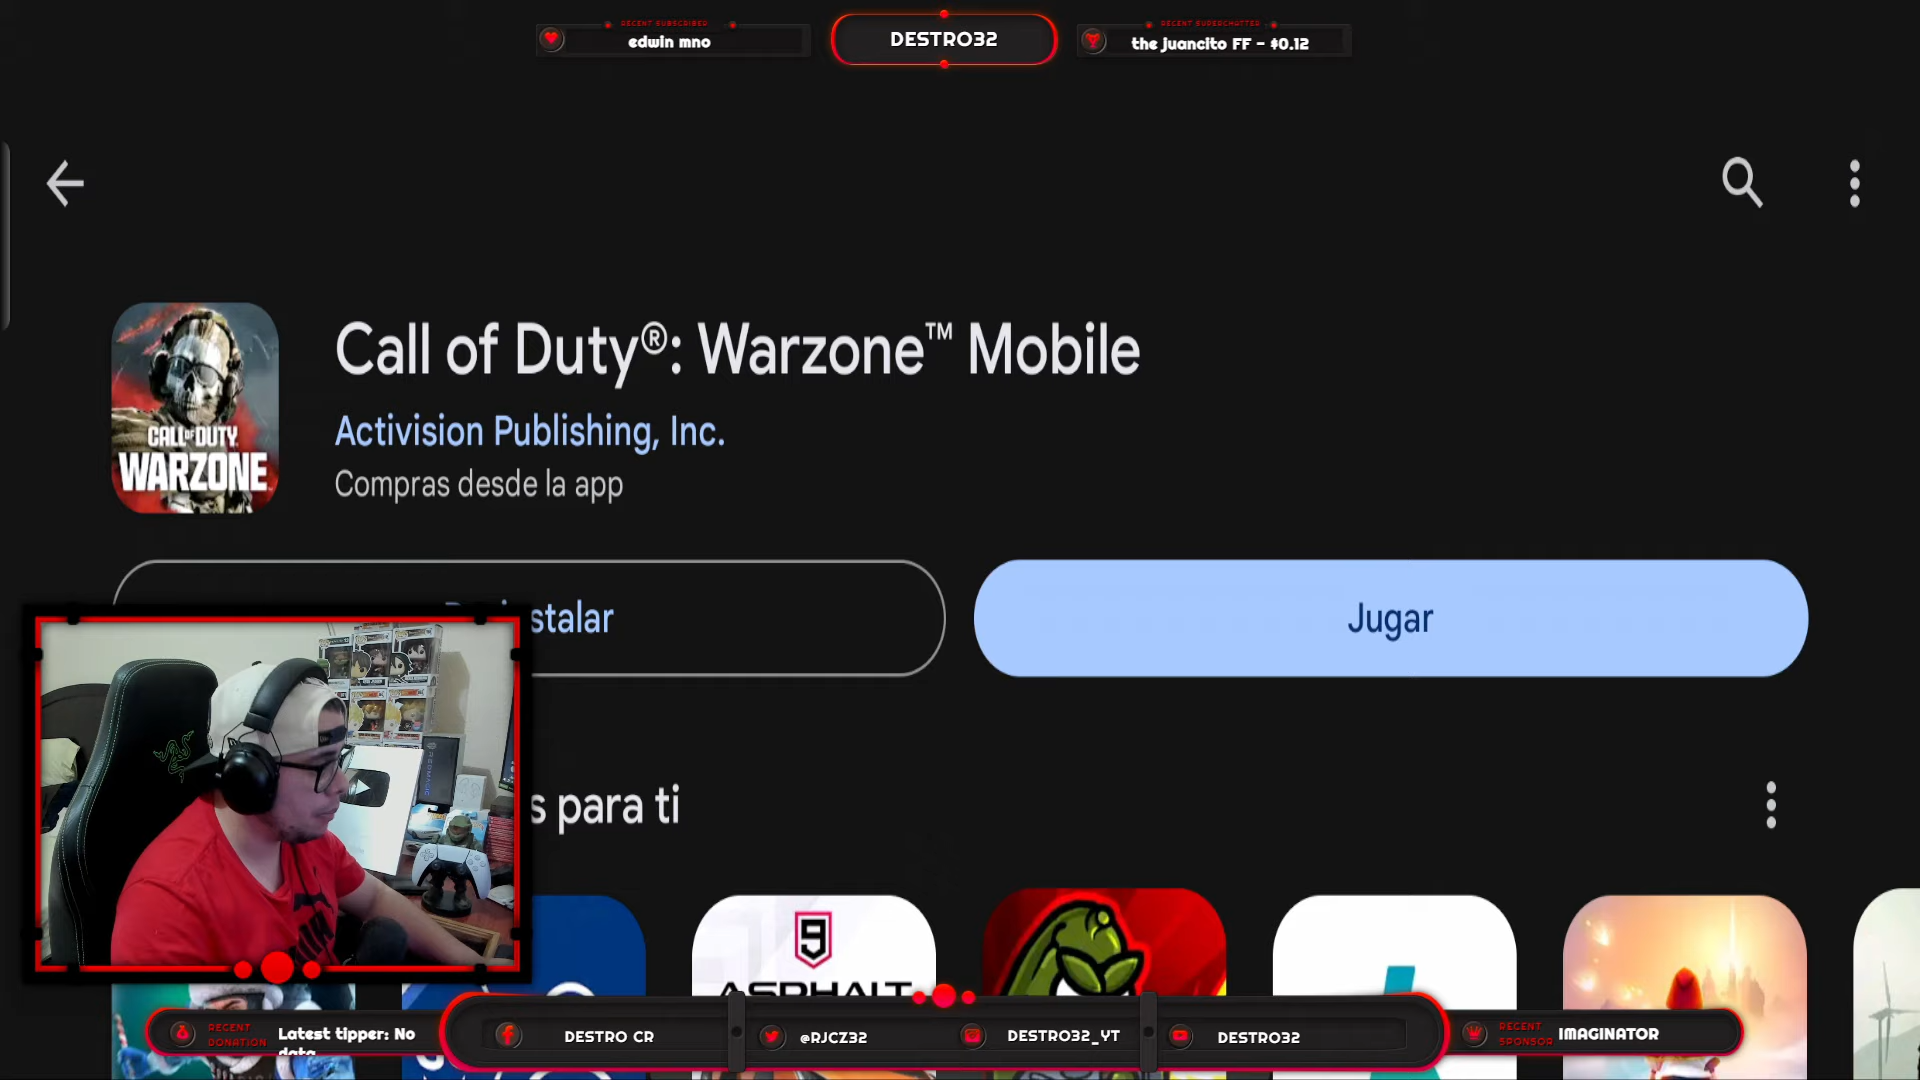 RECENT SUBSCRIBER
edwin mno
DESTRO32
RECENT SUPERCHATTER
the juancito FF - $0.12
Call of Duty®: Warzone™ Mobile
Activision Publishing, Inc.
Compras desde la app
CALL OF DUTY
WARZONE
stalar
Jugar
s para ti
9
ASPHALT
RECENT
DONATION
Latest tipper: No
data
DESTRO CR
@RJCZ32
DESTRO32_YT
DESTRO32
RECENT
SPONSOR
IMAGINATOR